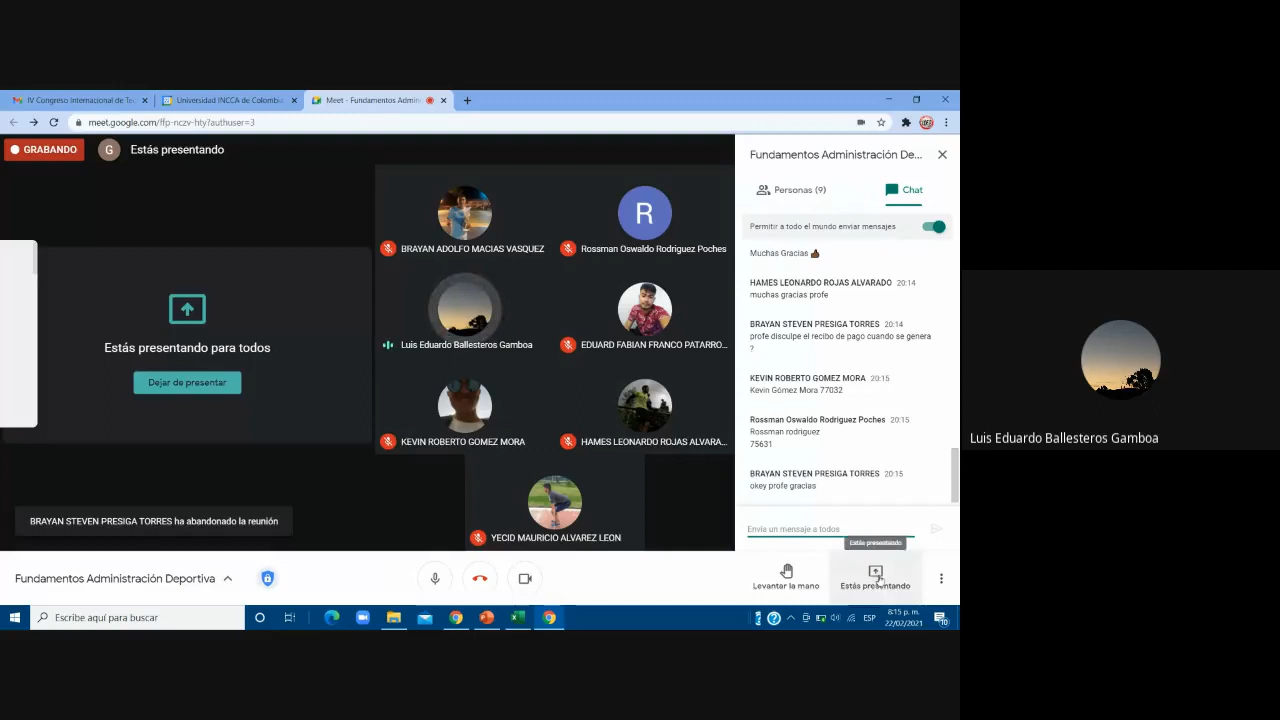 IV Congreso Internacional de Tec
Universidad INCCA de Colombia
Meet - Fundamentos Admini
meet.google.com/ffp-nczv-hty?authuser=3
GRABANDO
G
Estás presentando
Estás presentando para todos
Dejar de presentar
BRAYAN STEVEN PRESIGA TORRES ha abandonado la reunión
BRAYAN ADOLFO MACIAS VASQUEZ
R
Rossman Oswaldo Rodriguez Poches
Luis Eduardo Ballesteros Gamboa
EDUARD FABIAN FRANCO PATARRO...
KEVIN ROBERTO GOMEZ MORA
HAMES LEONARDO ROJAS ALVARA...
YECID MAURICIO ALVAREZ LEON
Fundamentos Administración De...
Personas (9)
Chat
Permitir a todo el mundo enviar mensajes
Muchas Gracias
HAMES LEONARDO ROJAS ALVARADO 20:14
muchas gracias profe
BRAYAN STEVEN PRESIGA TORRES 20:14
profe disculpe el recibo de pago cuando se genera
?
KEVIN ROBERTO GOMEZ MORA 20:15
Kevin Gómez Mora 77032
Rossman Oswaldo Rodriguez Poches 20:15
Rossman rodriguez
75631
BRAYAN STEVEN PRESIGA TORRES 20:15
okey profe gracias
Envía un mensaje a todos
Estás presentando
Fundamentos Administración Deportiva
Levantar la mano
Estás presentando
Escribe aquí para buscar
ESP
8:15 p. m.
22/02/2021
Luis Eduardo Ballesteros Gamboa